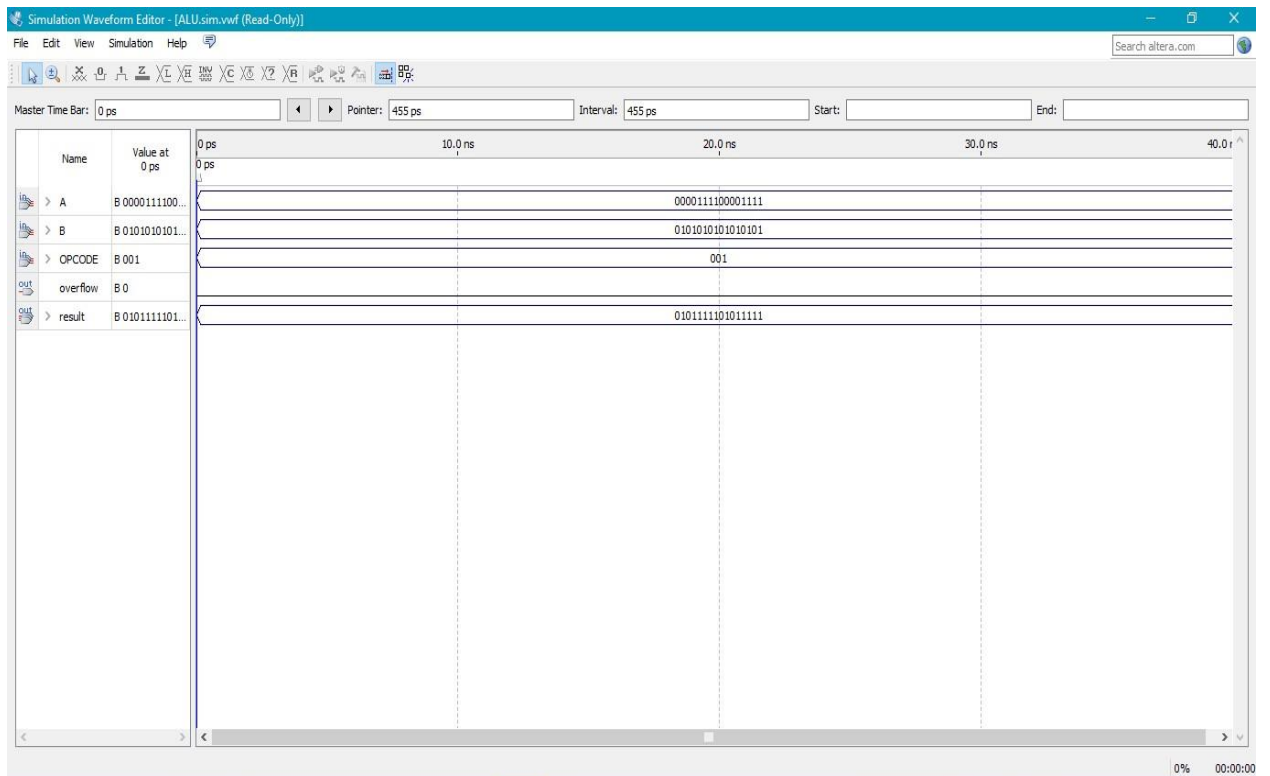 Simulation Waveform Editor - [ALU.sim.vwf (Read-Only)]
File Edit View Simulation Help
Search altera.com
Master Time Bar: 0 ps Pointer: 455 ps Interval: 455 ps Start: End:
Name Value at 0 ps
0 ps 10.0 ns 20.0 ns 30.0 ns 40.0 r
0 ps
A B 0000111100... 0000111100001111
B B 0101010101... 0101010101010101
OPCODE B 001 001
overflow B 0
result B 0101111101... 0101111101011111
0% 00:00:00